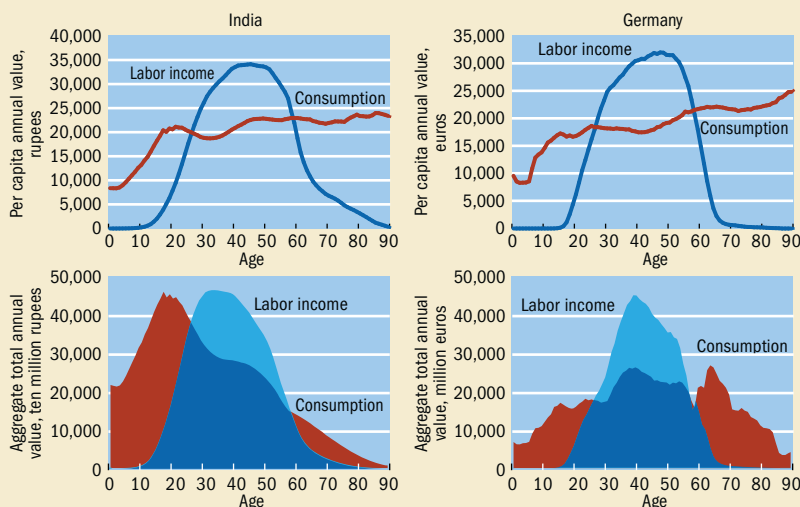 India
Per capita annual value,
rupees
40,000
35,000
30,000
25,000
20,000
15,000
10,000
5,000
0
Labor income
Consumption
0 10 20 30 40 50 60 70 80 90
Age
Germany
Per capita annual value,
euros
35,000
30,000
25,000
20,000
15,000
10,000
5,000
0
Labor income
Consumption
0 10 20 30 40 50 60 70 80 90
Age
Aggregate total annual
value, ten million rupees
50,000
40,000
30,000
20,000
10,000
0
Labor income
Consumption
0 10 20 30 40 50 60 70 80 90
Age
Aggregate total annual
value, million euros
50,000
40,000
30,000
20,000
10,000
0
Labor income
Consumption
0 10 20 30 40 50 60 70 80 90
Age